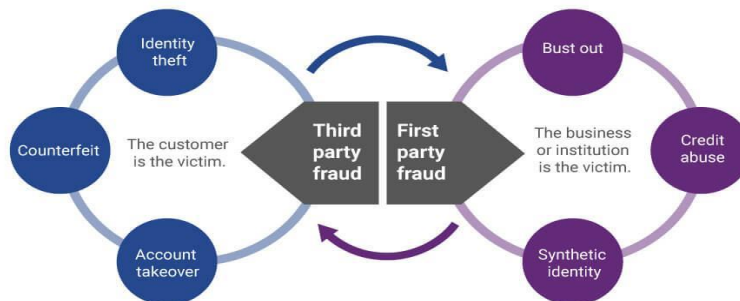 Identity
theft
Counterfeit
The customer
is the victim.
Account
takeover
Third
party
fraud
First
party
fraud
Bust out
The business
or institution
is the victim.
Credit
abuse
Synthetic
identity